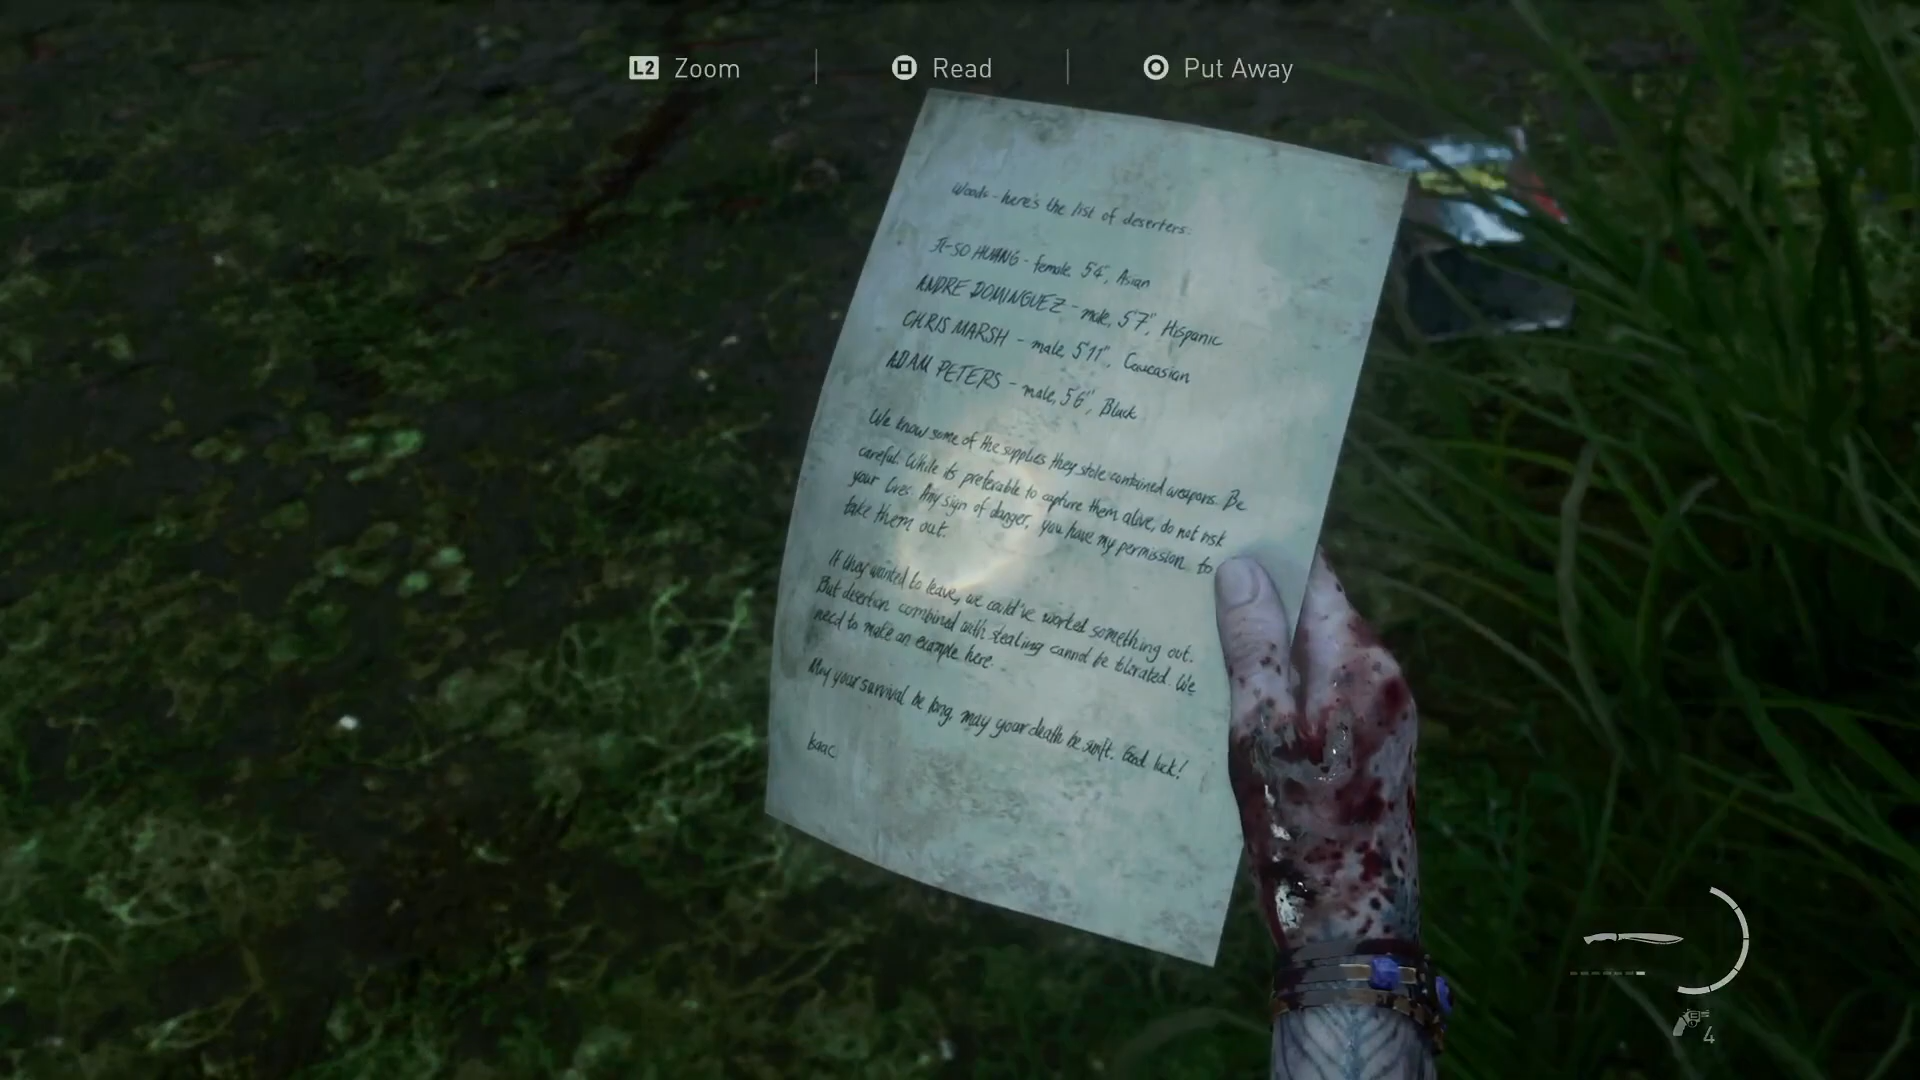 L2 Zoom | Read | Put Away
Woods - here's the list of deserters:
JI-SO HUANG - female, 5'4", Asian
ANDRE DOMINGUEZ - male, 5'7", Hispanic
CHRIS MARSH - male, 5'11", Caucasian
ADAM PETERS - male, 5'6", Black
We know some of the supplies they stole contained weapons. Be
careful. While it's preferable to capture them alive, do not risk
your lives. Any sign of danger, you have my permission to
take them out.
If they wanted to leave, we could've worked something out.
But desertion combined with stealing cannot be tolerated. We
need to make an example here.
May your survival be long, may your death be swift. Good luck!
Isaac
4